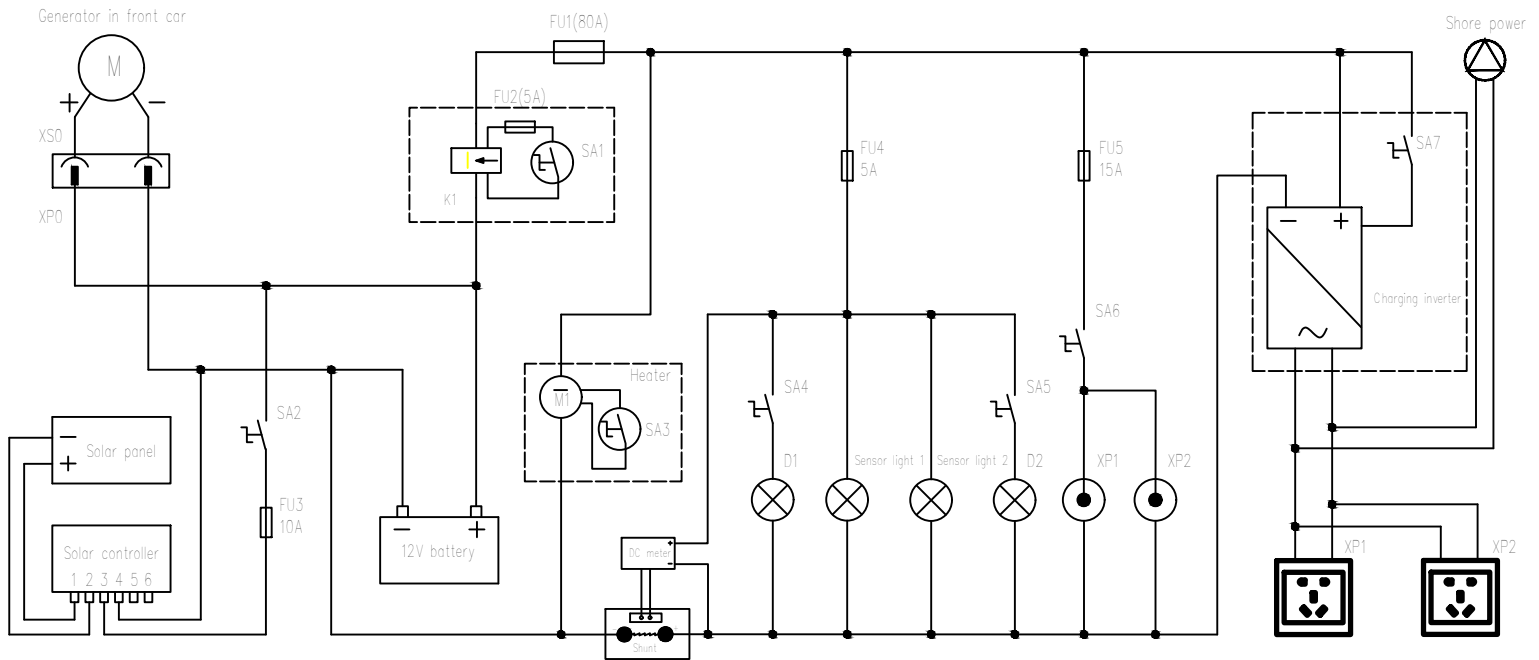 Generator in front car
M
+
−
XS0
XP0
FU1(80A)
FU2(5A)
SA1
K1
FU4
5A
FU5
15A
Shore power
SA7
−
+
Charging inverter
SA6
Heater
M1
SA3
SA4
SA5
SA2
FU3
10A
−
+
Solar panel
Solar controller
1 2 3 4 5 6
−
+
12V battery
D1
Sensor light 1
Sensor light 2
D2
XP1
XP2
DC meter
+
-
-
+
Shunt
XP1
XP2